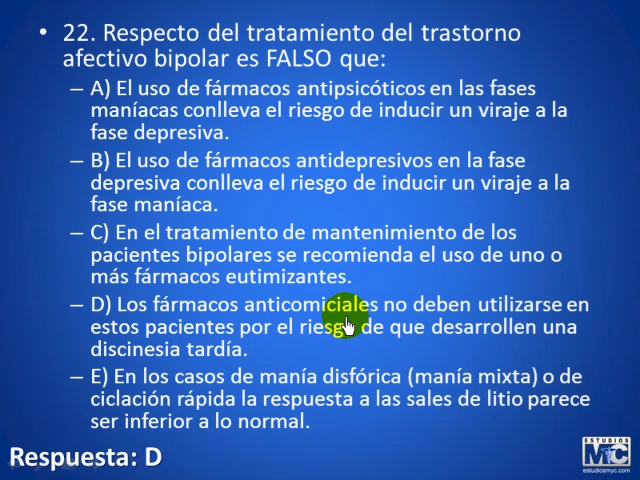 • 22. Respecto del tratamiento del trastorno
afectivo bipolar es FALSO que:
– A) El uso de fármacos antipsicóticos en las fases
maníacas conlleva el riesgo de inducir un viraje a la
fase depresiva.
– B) El uso de fármacos antidepresivos en la fase
depresiva conlleva el riesgo de inducir un viraje a la
fase maníaca.
– C) En el tratamiento de mantenimiento de los
pacientes bipolares se recomienda el uso de uno o
más fármacos eutimizantes.
– D) Los fármacos anticomiciales no deben utilizarse en
estos pacientes por el riesgo de que desarrollen una
discinesia tardía.
– E) En los casos de manía disfórica (manía mixta) o de
ciclación rápida la respuesta a las sales de litio parece
ser inferior a lo normal.
Respuesta: D
ESTUDIOS
MyC
estudiosmyc.com